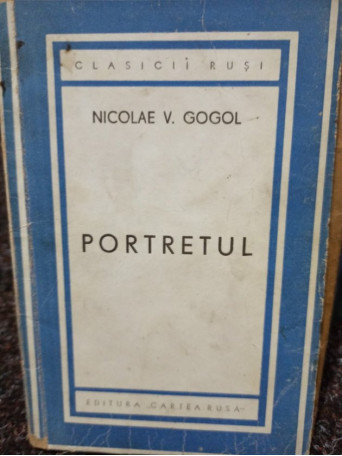 CLASICII RUȘI
NICOLAE V. GOGOL
PORTRETUL
EDITURA „CARTEA RUSĂ"